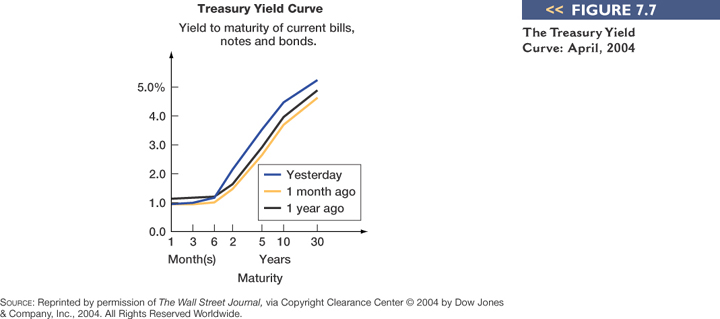 Treasury Yield Curve
Yield to maturity of current bills,
notes and bonds.
<< FIGURE 7.7
The Treasury Yield
Curve: April, 2004
5.0%
4.0
3.0
2.0
1.0
0.0
Yesterday
1 month ago
1 year ago
1 3 6 2 5 10 30
Month(s) Years
Maturity
SOURCE: Reprinted by permission of The Wall Street Journal, via Copyright Clearance Center © 2004 by Dow Jones
& Company, Inc., 2004. All Rights Reserved Worldwide.